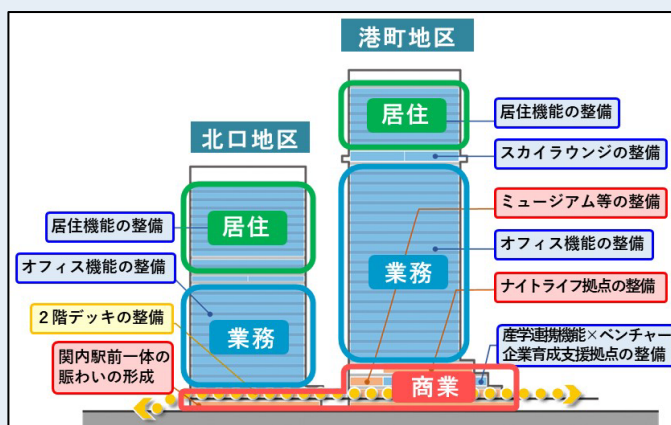 港町地区
北口地区
居住
業務
商業
居住機能の整備
スカイラウンジの整備
ミュージアム等の整備
オフィス機能の整備
ナイトライフ拠点の整備
産学連携機能×ベンチャー
企業育成支援拠点の整備
居住
業務
居住機能の整備
オフィス機能の整備
2階デッキの整備
関内駅前一体の
賑わいの形成